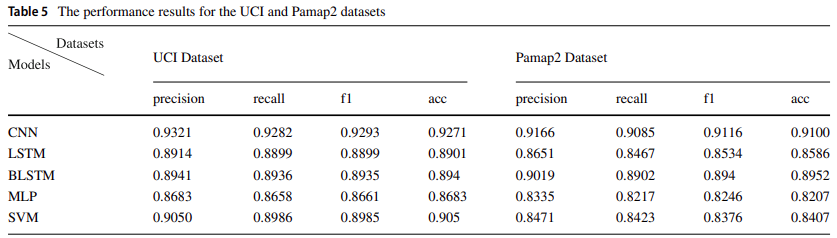 Table 5 The performance results for the UCI and Pamap2 datasets
Datasets
Models
UCI Dataset Pamap2 Dataset
precision recall f1 acc precision recall f1 acc
CNN 0.9321 0.9282 0.9293 0.9271 0.9166 0.9085 0.9116 0.9100
LSTM 0.8914 0.8899 0.8899 0.8901 0.8651 0.8467 0.8534 0.8586
BLSTM 0.8941 0.8936 0.8935 0.894 0.9019 0.8902 0.894 0.8952
MLP 0.8683 0.8658 0.8661 0.8683 0.8335 0.8217 0.8246 0.8207
SVM 0.9050 0.8986 0.8985 0.905 0.8471 0.8423 0.8376 0.8407